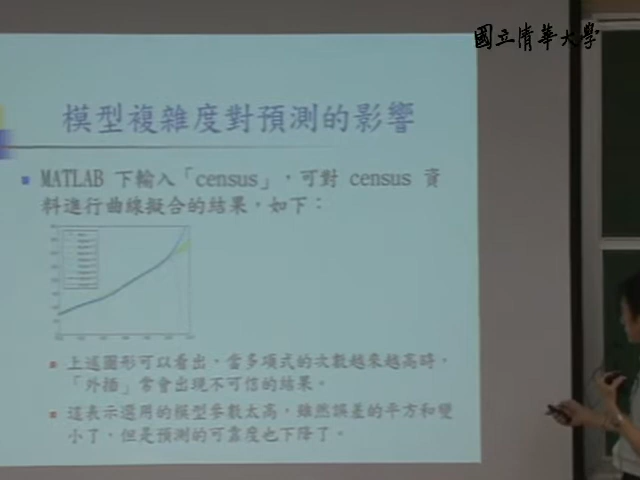 國立清華大學
模型複雜度對預測的影響
MATLAB 下輸入「census」，可對 census 資
料進行曲線擬合的結果，如下：
上述圖形可以看出，當多項式的次數越來越高時，
「外插」常會出現不可信的結果。
這表示選用的模型參數太高，雖然誤差的平方和變
小了，但是預測的可靠度也下降了。